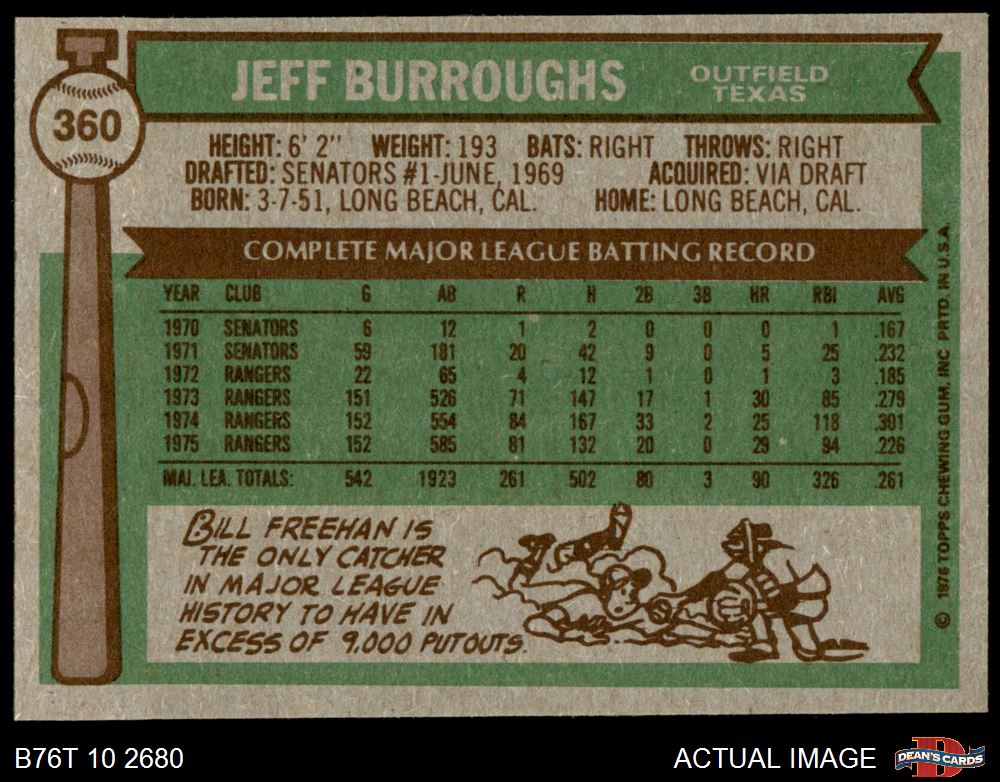 JEFF BURROUGHS
OUTFIELD
TEXAS
360
HEIGHT: 6' 2" WEIGHT: 193 BATS: RIGHT THROWS: RIGHT
DRAFTED: SENATORS #1-JUNE, 1969 ACQUIRED: VIA DRAFT
BORN: 3-7-51, LONG BEACH, CAL. HOME: LONG BEACH, CAL.
COMPLETE MAJOR LEAGUE BATTING RECORD
YEAR CLUB G AB R H 2B 3B HR RBI AVG
1970 SENATORS 6 12 1 2 0 0 0 1 .167
1971 SENATORS 59 181 20 42 9 0 5 25 .232
1972 RANGERS 22 65 4 12 1 0 1 3 .185
1973 RANGERS 151 526 71 147 17 1 30 85 .279
1974 RANGERS 152 554 84 167 33 2 25 118 .301
1975 RANGERS 152 585 81 132 20 0 29 94 .226
MAJ. LEA. TOTALS: 542 1923 261 502 80 3 90 326 .261
BILL FREEHAN IS
THE ONLY CATCHER
IN MAJOR LEAGUE
HISTORY TO HAVE IN
EXCESS OF 9,000 PUTOUTS.
© 1976 TOPPS CHEWING GUM, INC PRTD. IN U.S.A.
B76T 10 2680
ACTUAL IMAGE
D
DEAN'S CARDS